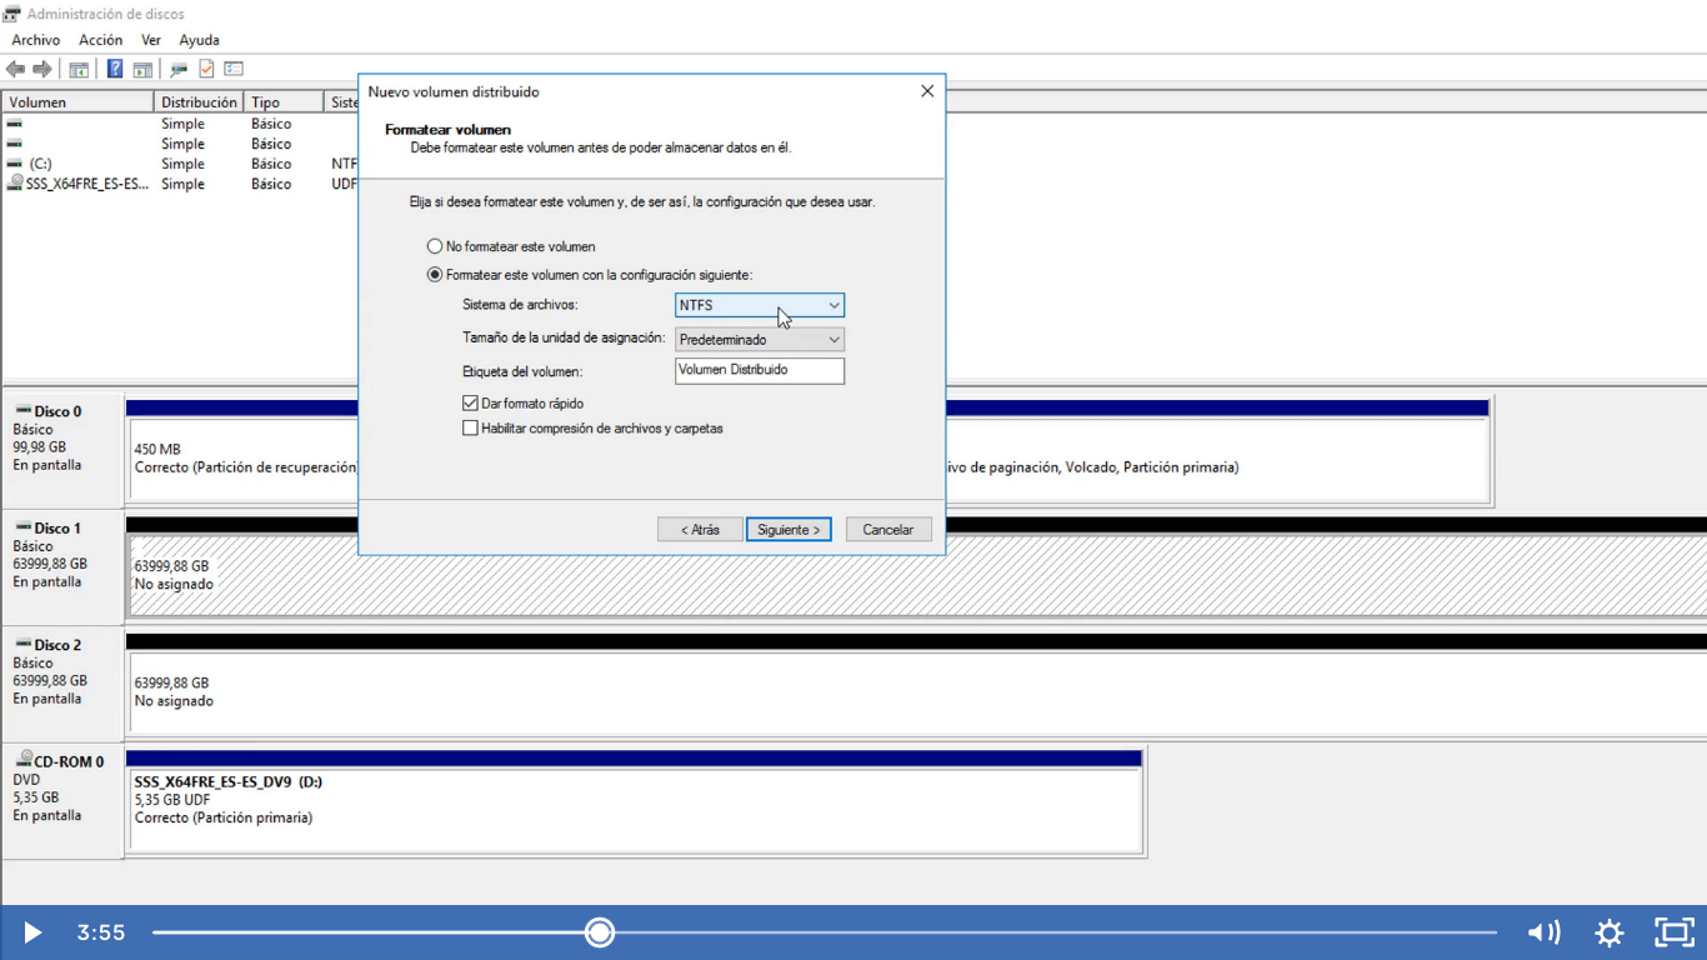 Administración de discos
Archivo Acción Ver Ayuda
Volumen Distribución Tipo Siste
Simple Básico
Simple Básico
(C:) Simple Básico NTF
SSS_X64FRE_ES-ES... Simple Básico UDF
Nuevo volumen distribuido
Formatear volumen
Debe formatear este volumen antes de poder almacenar datos en él.
Elija si desea formatear este volumen y, de ser así, la configuración que desea usar.
No formatear este volumen
Formatear este volumen con la configuración siguiente:
Sistema de archivos: NTFS
Tamaño de la unidad de asignación: Predeterminado
Etiqueta del volumen: Volumen Distribuido
Dar formato rápido
Habilitar compresión de archivos y carpetas
< Atrás Siguiente > Cancelar
Disco 0
Básico
99,98 GB
En pantalla
450 MB
Correcto (Partición de recuperación)
ivo de paginación, Volcado, Partición primaria)
Disco 1
Básico
63999,88 GB
En pantalla
63999,88 GB
No asignado
Disco 2
Básico
63999,88 GB
En pantalla
63999,88 GB
No asignado
CD-ROM 0
DVD
5,35 GB
En pantalla
SSS_X64FRE_ES-ES_DV9 (D:)
5,35 GB UDF
Correcto (Partición primaria)
3:55